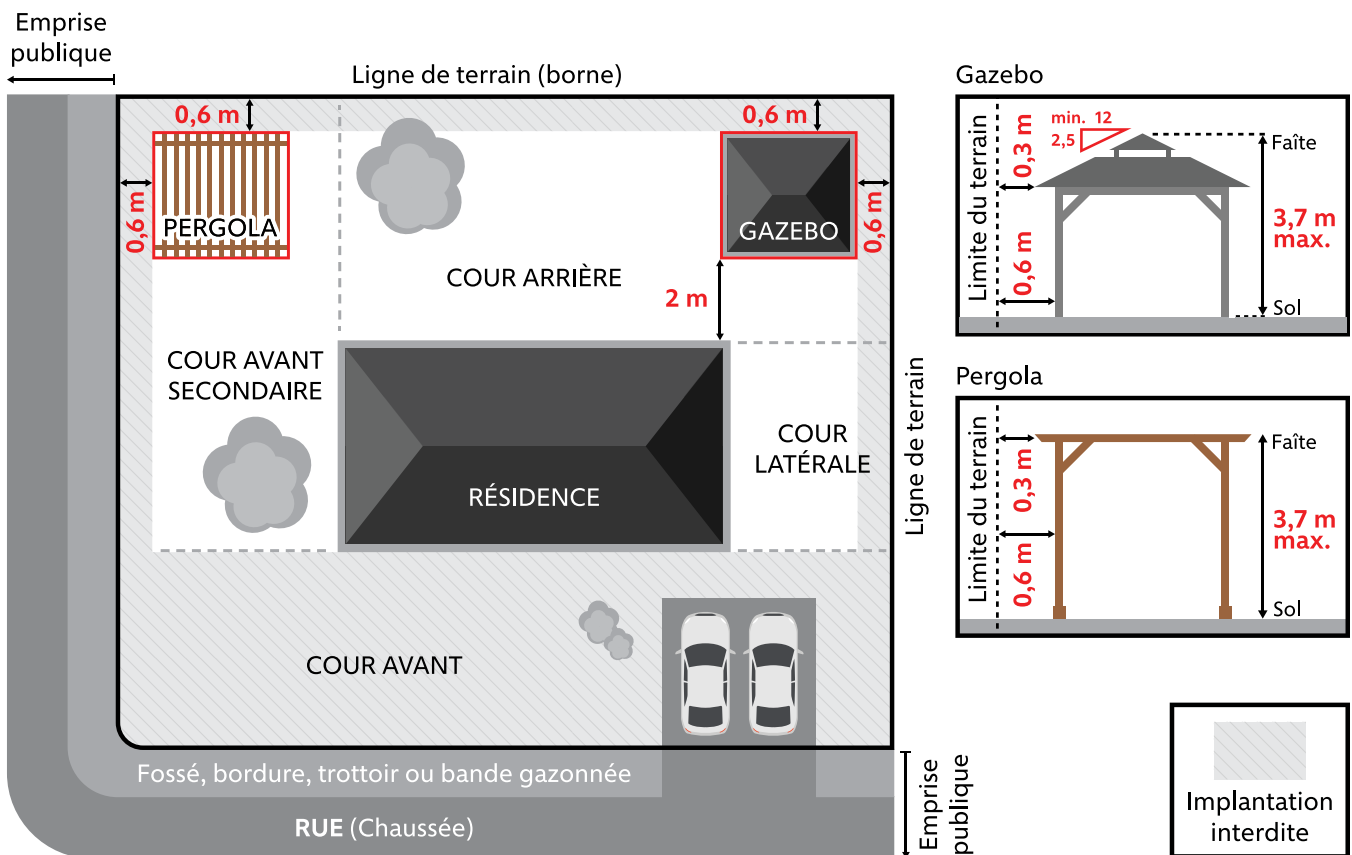 Emprise
publique
Ligne de terrain (borne)
0,6 m
0,6 m
0,6 m
PERGOLA
GAZEBO
0,6 m
COUR ARRIÈRE
2 m
COUR AVANT
SECONDAIRE
RÉSIDENCE
COUR
LATÉRALE
Ligne de terrain
COUR AVANT
Fossé, bordure, trottoir ou bande gazonnée
RUE (Chaussée)
Emprise
publique
Gazebo
Limite du terrain
0,3 m
min. 12
2,5
Faîte
3,7 m
max.
0,6 m
Sol
Pergola
Limite du terrain
0,3 m
Faîte
3,7 m
max.
0,6 m
Sol
Implantation
interdite